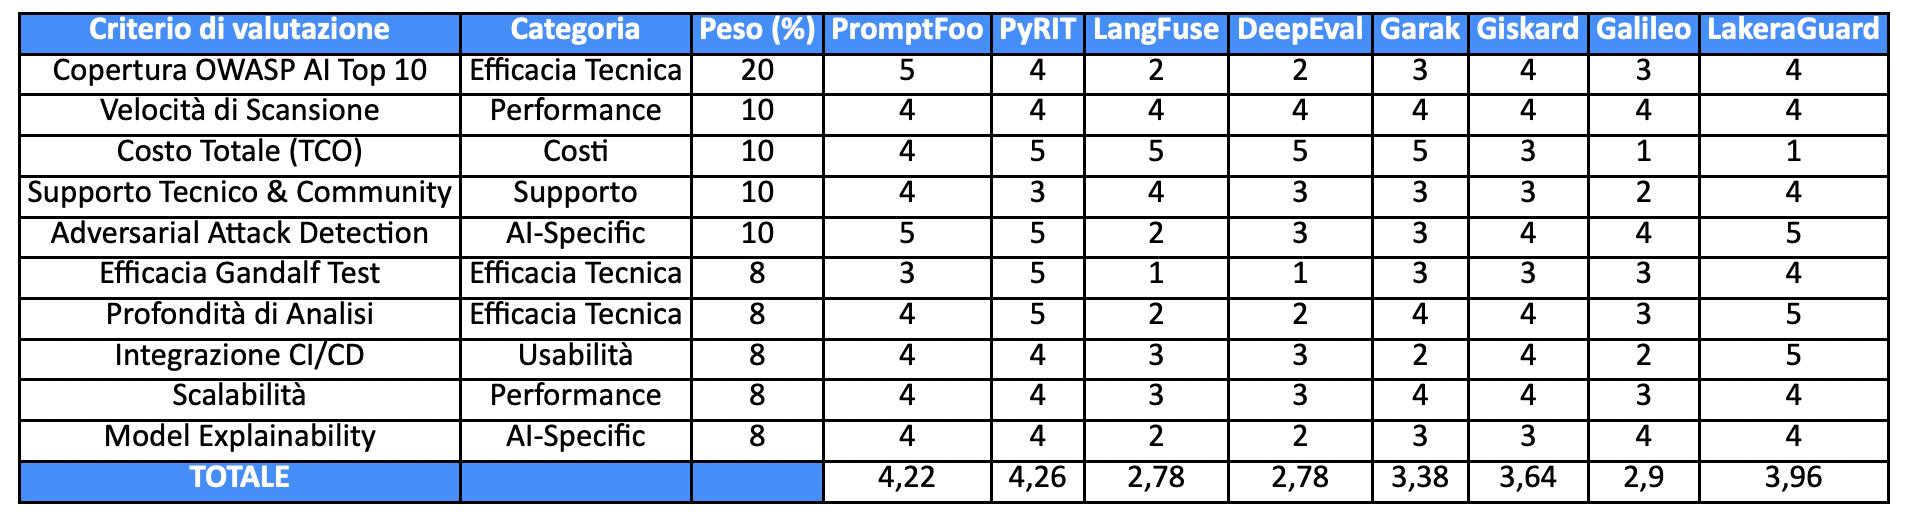 Criterio di valutazione Categoria Peso (%) PromptFoo PyRIT LangFuse DeepEval Garak Giskard Galileo LakeraGuard
Copertura OWASP AI Top 10 Efficacia Tecnica 20 5 4 2 2 3 4 3 4
Velocità di Scansione Performance 10 4 4 4 4 4 4 4 4
Costo Totale (TCO) Costi 10 4 5 5 5 5 3 1 1
Supporto Tecnico & Community Supporto 10 4 3 4 3 3 3 2 4
Adversarial Attack Detection AI-Specific 10 5 5 2 3 3 4 4 5
Efficacia Gandalf Test Efficacia Tecnica 8 3 5 1 1 3 3 3 4
Profondità di Analisi Efficacia Tecnica 8 4 5 2 2 4 4 3 5
Integrazione CI/CD Usabilità 8 4 4 3 3 2 4 2 5
Scalabilità Performance 8 4 4 3 3 4 4 3 4
Model Explainability AI-Specific 8 4 4 2 2 3 3 4 4
TOTALE 4,22 4,26 2,78 2,78 3,38 3,64 2,9 3,96